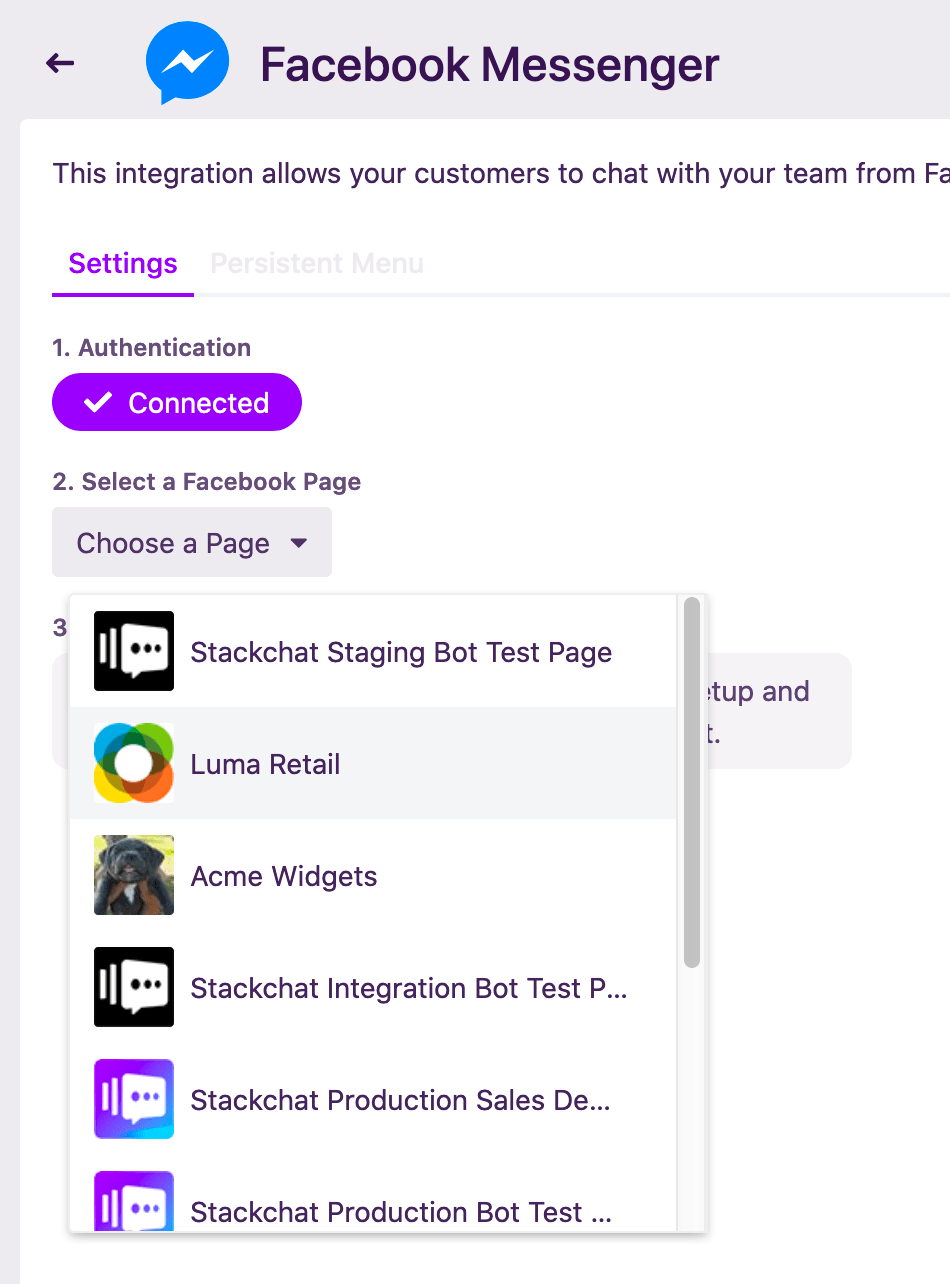 Facebook Messenger
This integration allows your customers to chat with your team from Fa
Settings Persistent Menu
1. Authentication
Connected
2. Select a Facebook Page
Choose a Page
3
Stackchat Staging Bot Test Page
etup and
t.
Luma Retail
Acme Widgets
Stackchat Integration Bot Test P...
Stackchat Production Sales De...
Stackchat Production Bot Test ...